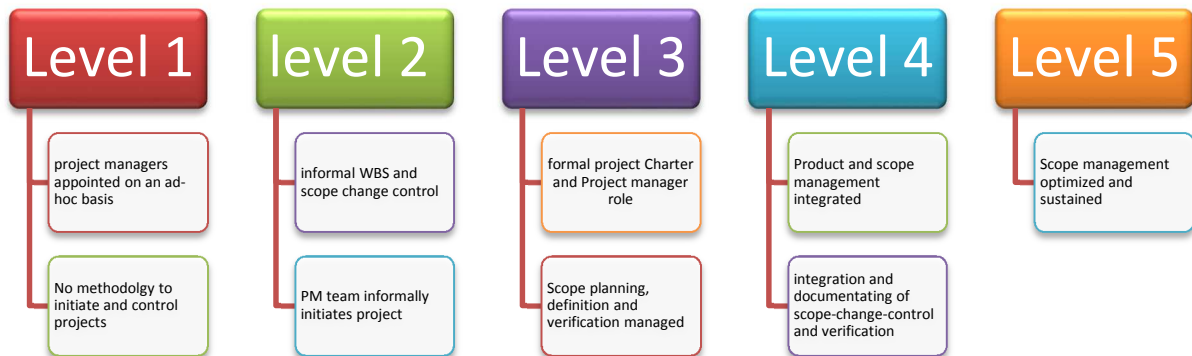 Level 1
project managers
appointed on an ad-
hoc basis
No methodolgy to
initiate and control
projects
level 2
informal WBS and
scope change control
PM team informally
initiates project
Level 3
formal project Charter
and Project manager
role
Scope planning,
definition and
verification managed
Level 4
Product and scope
management
integrated
integration and
documentating of
scope-change-control
and verification
Level 5
Scope management
optimized and
sustained